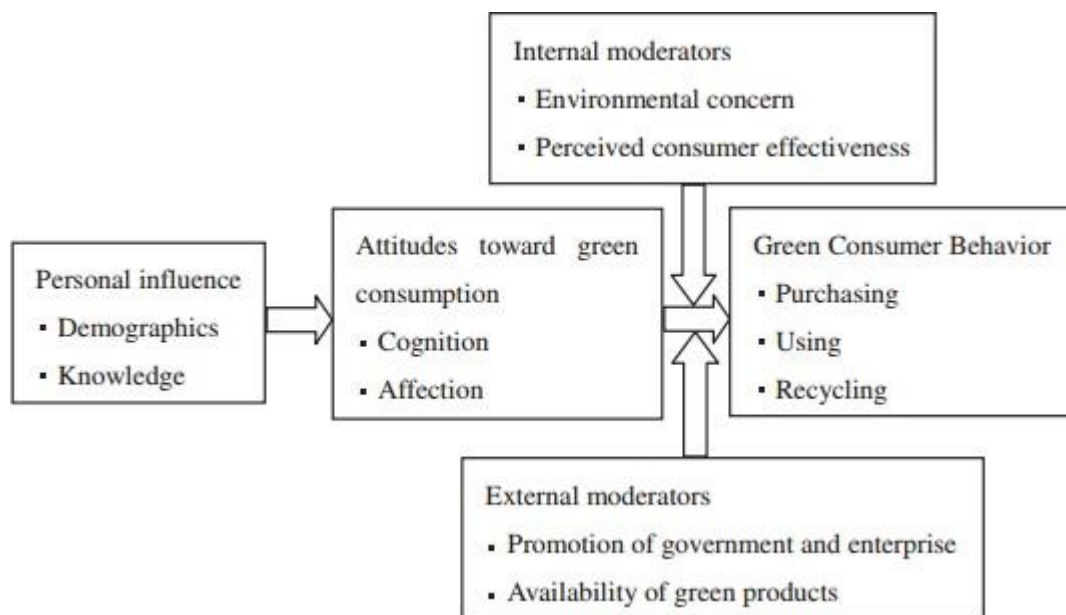 Internal moderators
▪ Environmental concern
▪ Perceived consumer effectiveness
Personal influence
▪ Demographics
▪ Knowledge
Attitudes toward green
consumption
▪ Cognition
▪ Affection
Green Consumer Behavior
▪ Purchasing
▪ Using
▪ Recycling
External moderators
▪ Promotion of government and enterprise
▪ Availability of green products